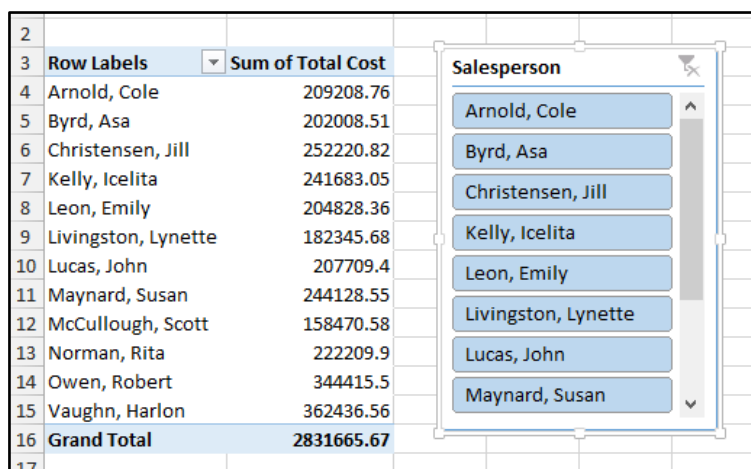 2
3 Row Labels Sum of Total Cost
4 Arnold, Cole 209208.76
5 Byrd, Asa 202008.51
6 Christensen, Jill 252220.82
7 Kelly, Icelita 241683.05
8 Leon, Emily 204828.36
9 Livingston, Lynette 182345.68
10 Lucas, John 207709.4
11 Maynard, Susan 244128.55
12 McCullough, Scott 158470.58
13 Norman, Rita 222209.9
14 Owen, Robert 344415.5
15 Vaughn, Harlon 362436.56
16 Grand Total 2831665.67
17
Salesperson
Arnold, Cole
Byrd, Asa
Christensen, Jill
Kelly, Icelita
Leon, Emily
Livingston, Lynette
Lucas, John
Maynard, Susan